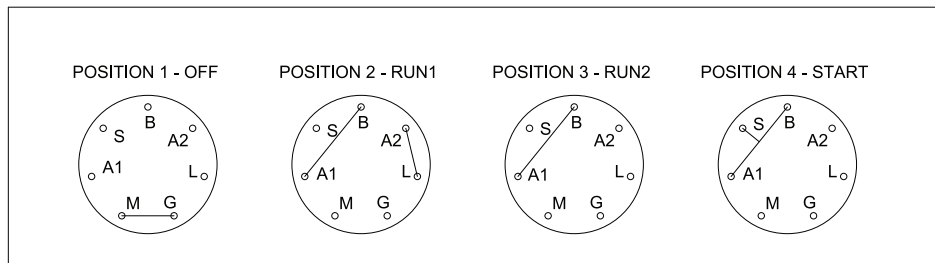 POSITION 1 - OFF
B
S
A2
A1
L
M G
POSITION 2 - RUN1
B
S
A2
A1
L
M G
POSITION 3 - RUN2
B
S
A2
A1
L
M G
POSITION 4 - START
B
S
A2
A1
L
M G